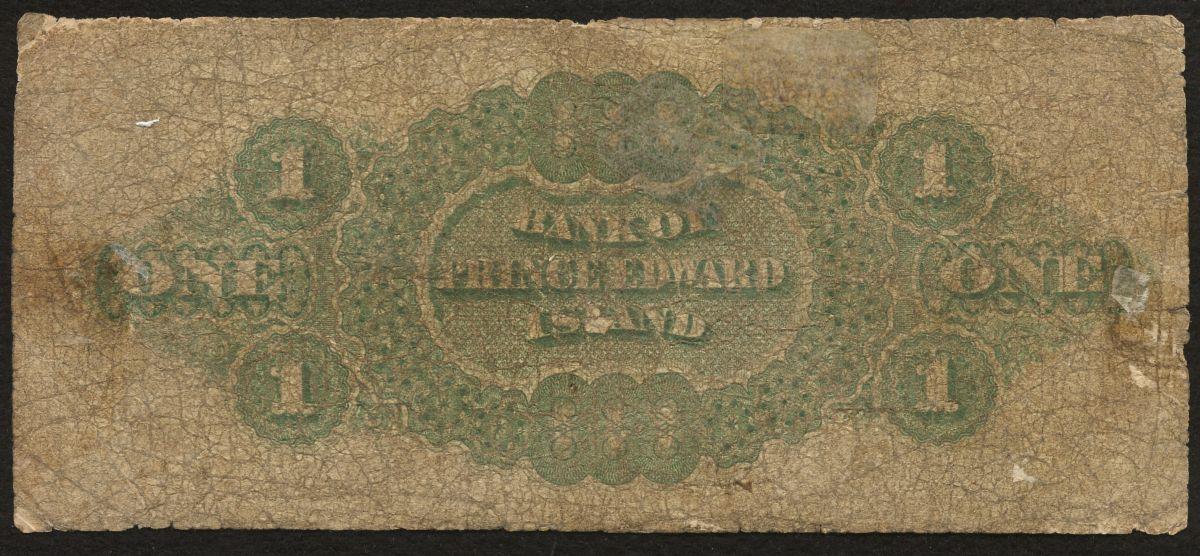 1 1
BANK OF
PRINCE EDWARD
ISLAND
ONE ONE
1 1